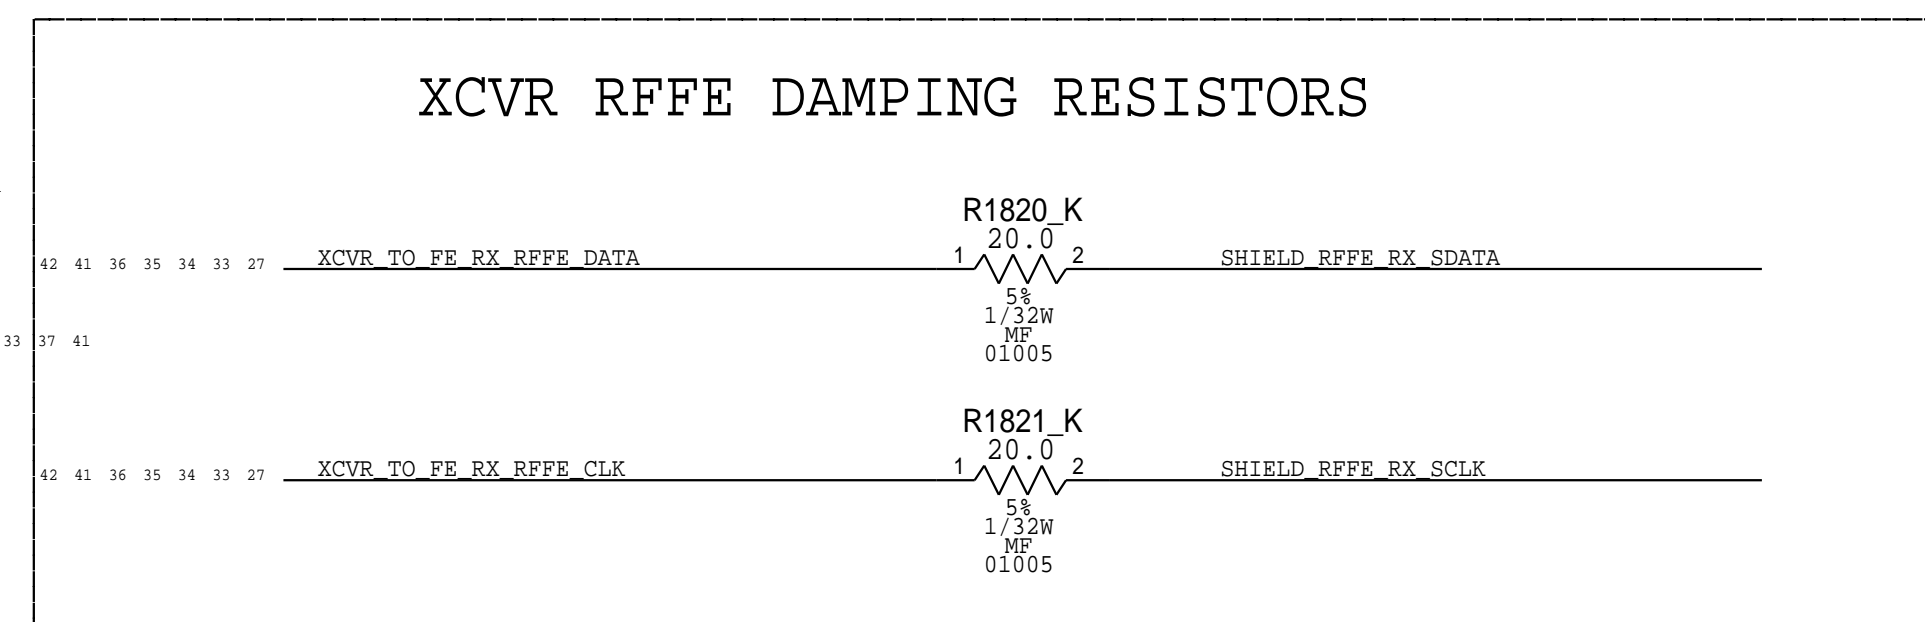 XCVR RFFE DAMPING RESISTORS
R1820_K
20.0
42 41 36 35 34 33 27 XCVR_TO_FE_RX_RFFE_DATA 1 2 SHIELD_RFFE_RX_SDATA
5%
1/32W
MF
33 37 41
01005
R1821_K
20.0
42 41 36 35 34 33 27 XCVR_TO_FE_RX_RFFE_CLK 1 2 SHIELD_RFFE_RX_SCLK
5%
1/32W
MF
01005